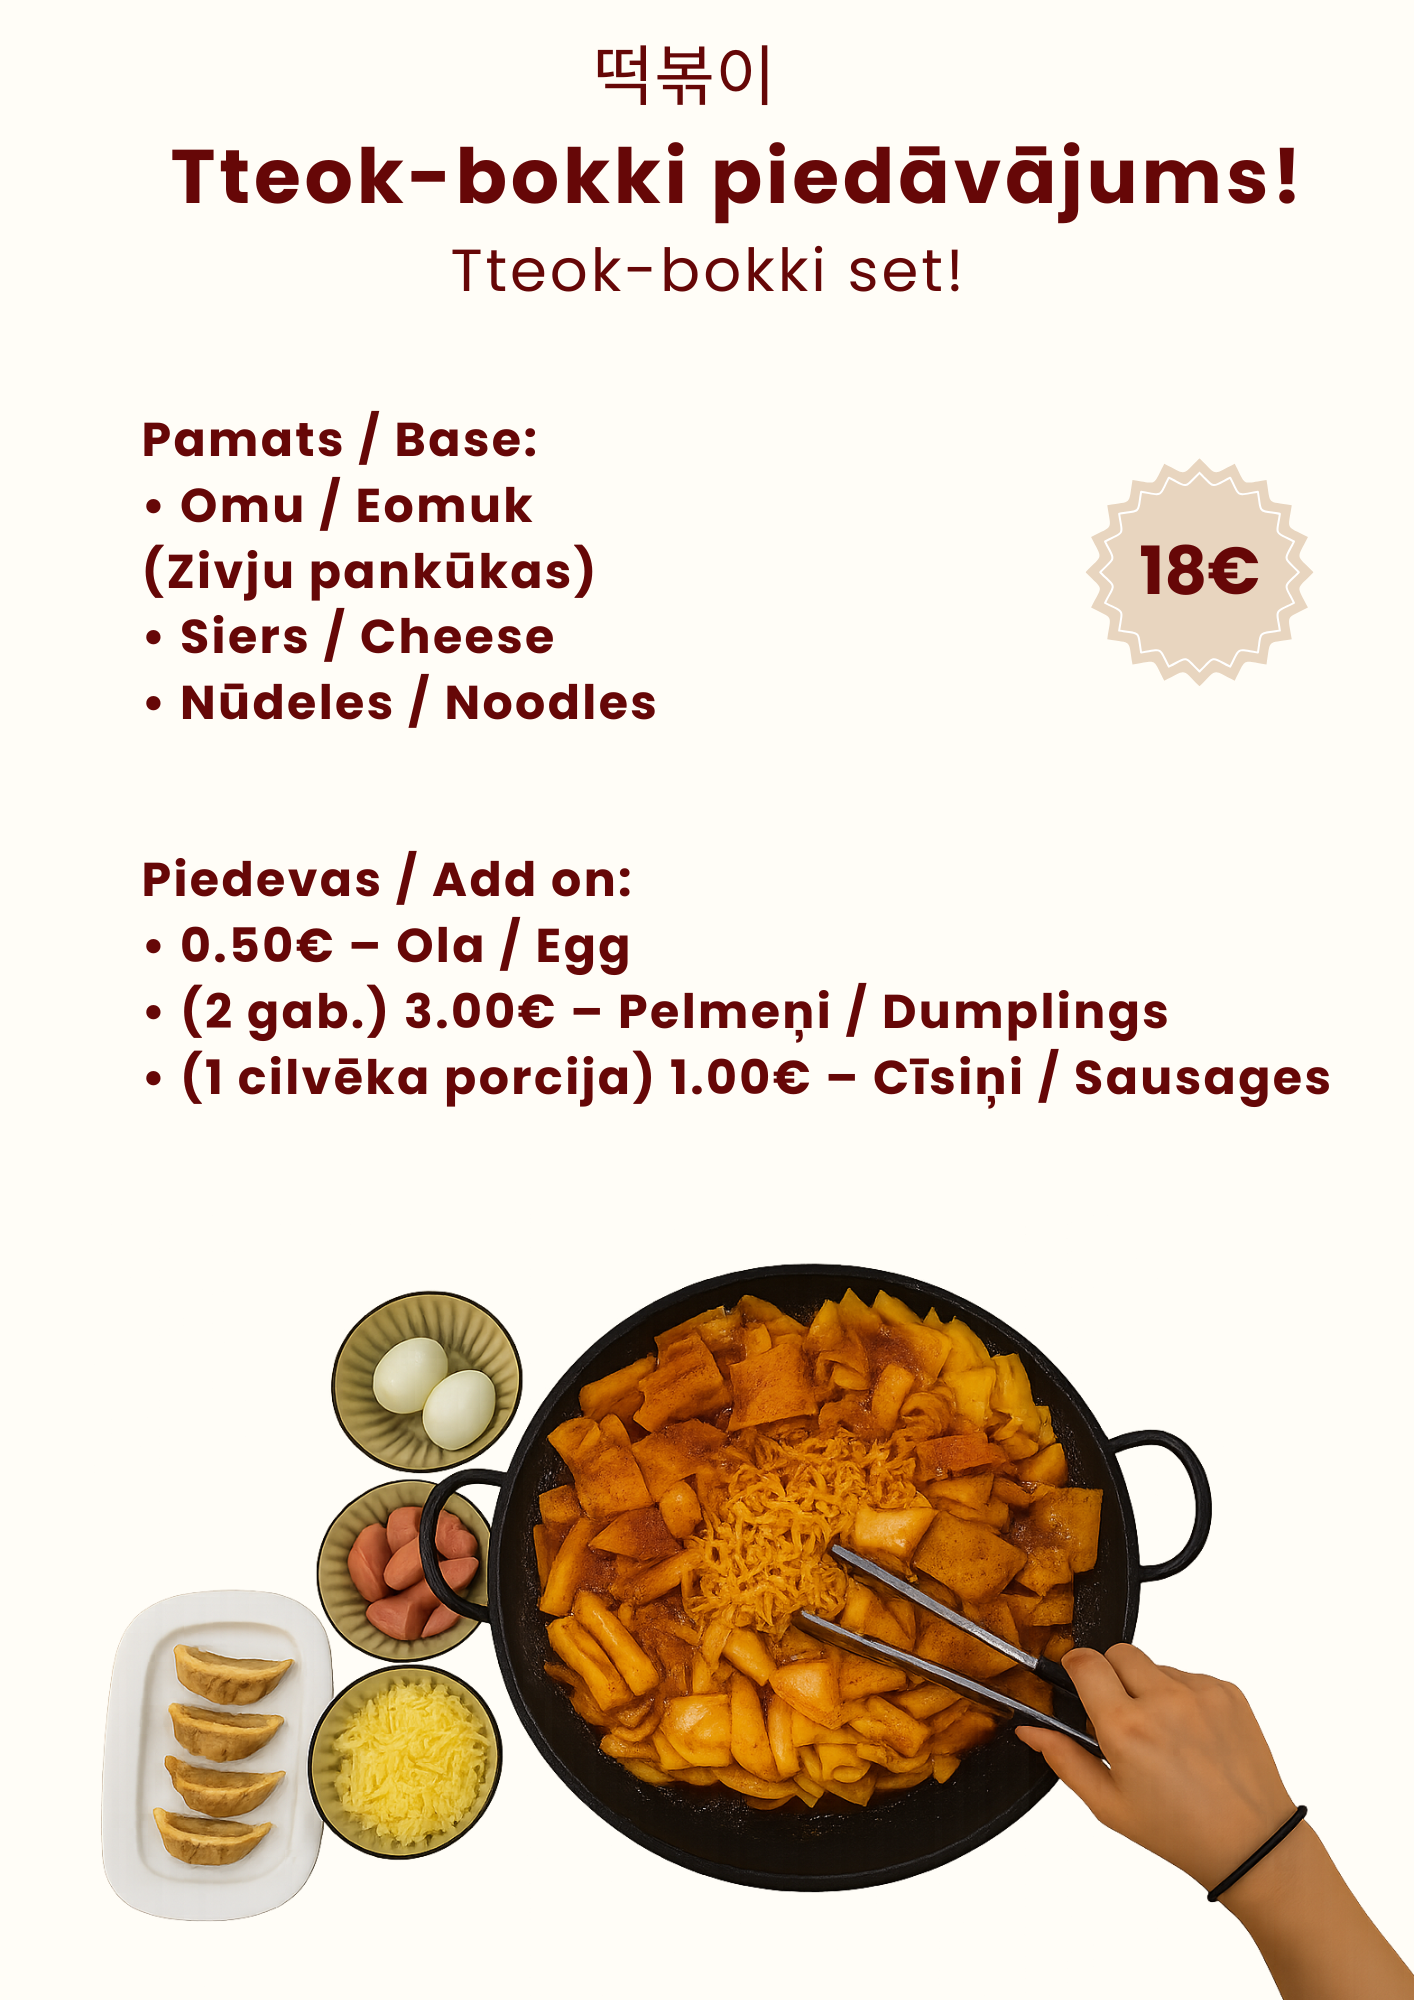 떡볶이
Tteok-bokki piedāvājums!
Tteok-bokki set!
Pamats / Base:
• Omu / Eomuk
(Zivju pankūkas)
• Siers / Cheese
• Nūdeles / Noodles
18€
Piedevas / Add on:
• 0.50€ – Ola / Egg
• (2 gab.) 3.00€ – Pelmeņi / Dumplings
• (1 cilvēka porcija) 1.00€ – Cīsiņi / Sausages